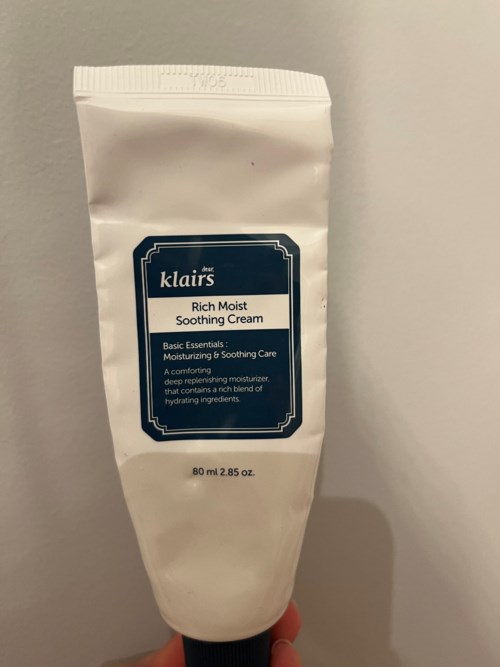 dear,
klairs
Rich Moist
Soothing Cream
Basic Essentials :
Moisturizing & Soothing Care
A comforting
deep replenishing moisturizer,
that contains a rich blend of
hydrating ingredients.
80 ml 2.85 oz.